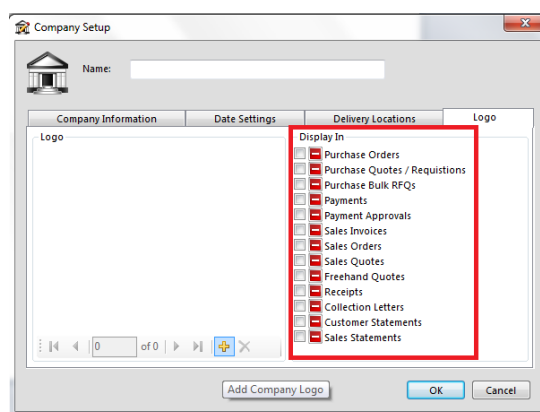 Company Setup
Name:
Company Information Date Settings Delivery Locations Logo
Logo
Display In
Purchase Orders
Purchase Quotes / Requistions
Purchase Bulk RFQs
Payments
Payment Approvals
Sales Invoices
Sales Orders
Sales Quotes
Freehand Quotes
Receipts
Collection Letters
Customer Statements
Sales Statements
0 of 0
Add Company Logo
OK Cancel